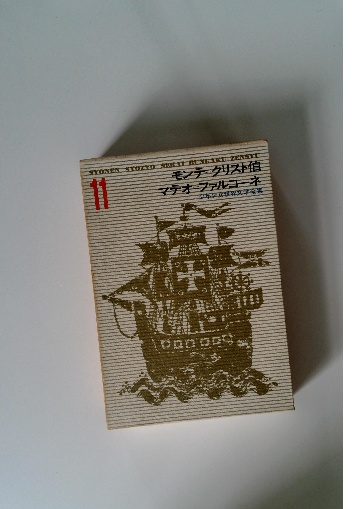 SYONEN SYOZYO SEKAI BUNGAKU ZENSYU
11
モンテ・クリスト伯
マテオ・ファルコーネ
少年少女世界文学全集